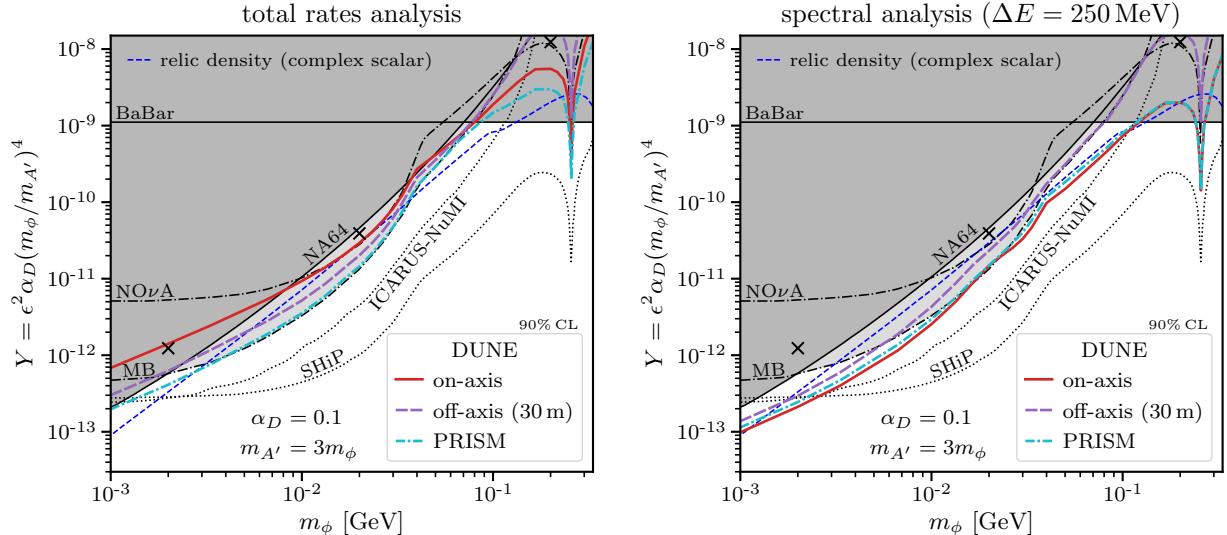 total rates analysis
10⁻⁸
10⁻⁹
10⁻¹⁰
10⁻¹¹
10⁻¹²
10⁻¹³
Y = ϵ²α_D(m_ϕ/m_A′)⁴
relic density (complex scalar)
BaBar
NA64
ICARUS-NuMI
NOνA
MB
SHiP
90% CL
DUNE
on-axis
off-axis (30 m)
PRISM
α_D = 0.1
m_A′ = 3m_ϕ
10⁻³
10⁻²
10⁻¹
m_ϕ [GeV]
spectral analysis (ΔE = 250 MeV)
10⁻⁸
10⁻⁹
10⁻¹⁰
10⁻¹¹
10⁻¹²
10⁻¹³
Y = ϵ²α_D(m_ϕ/m_A′)⁴
relic density (complex scalar)
BaBar
NA64
ICARUS-NuMI
NOνA
MB
SHiP
90% CL
DUNE
on-axis
off-axis (30 m)
PRISM
α_D = 0.1
m_A′ = 3m_ϕ
10⁻³
10⁻²
10⁻¹
m_ϕ [GeV]